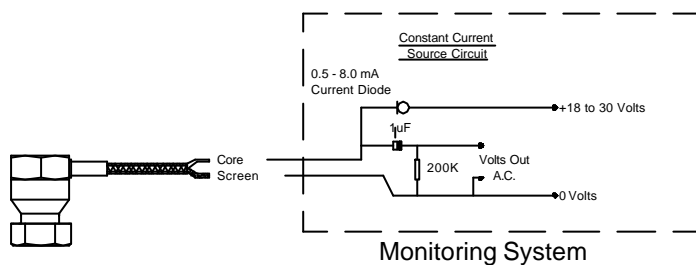 Constant Current
Source Circuit
0.5 - 8.0 mA
Current Diode
+18 to 30 Volts
1uF
Core
Screen
200K
Volts Out
A.C.
0 Volts
Monitoring System